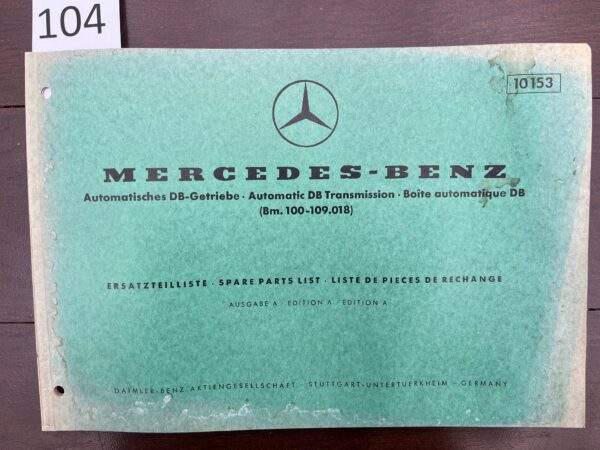 104
10153
MERCEDES-BENZ
Automatisches DB-Getriebe · Automatic DB Transmission · Boîte automatique DB
(Bm. 100-109.018)
ERSATZTEILLISTE · SPARE PARTS LIST · LISTE DE PIECES DE RECHANGE
AUSGABE A / EDITION A / EDITION A
DAIMLER-BENZ AKTIENGESELLSCHAFT · STUTTGART-UNTERTUERKHEIM - GERMANY